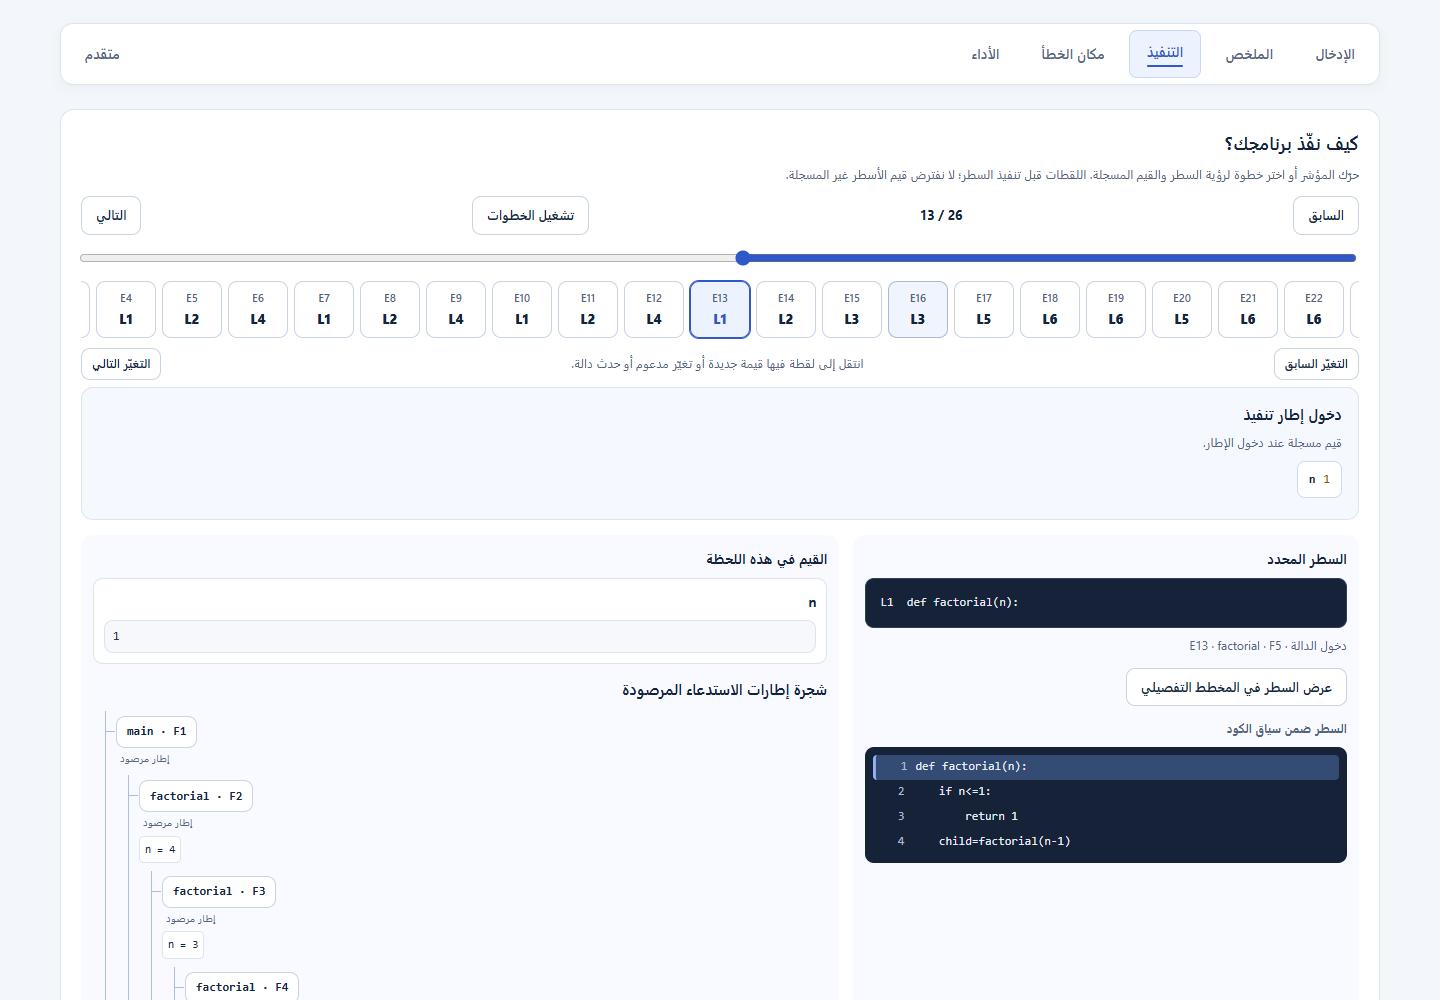 الإدخال الملخص التنفيذ مكان الخطأ الأداء متقدم
كيف نفّذ برنامجك؟
حرّك المؤشر أو اختر خطوة لرؤية السطر والقيم المسجلة. اللقطات قبل تنفيذ السطر؛ لا نفترض قيم الأسطر غير المسجلة.
السابق 13 / 26 تشغيل الخطوات التالي
E4 E5 E6 E7 E8 E9 E10 E11 E12 E13 E14 E15 E16 E17 E18 E19 E20 E21 E22
L1 L2 L4 L1 L2 L4 L1 L2 L4 L1 L2 L3 L3 L5 L6 L6 L5 L6 L6
التغيّر السابق انتقل إلى لقطة فيها قيمة جديدة أو تغيّر مدعوم أو حدث دالة. التغيّر التالي
دخول إطار تنفيذ
قيم مسجلة عند دخول الإطار.
n 1
السطر المحدد
L1 def factorial(n):
دخول الدالة · E13 · factorial · F5
عرض السطر في المخطط التفصيلي
السطر ضمن سياق الكود
1 def factorial(n):
2 if n<=1:
3 return 1
4 child=factorial(n-1)
القيم في هذه اللحظة
n
1
شجرة إطارات الاستدعاء المرصودة
main · F1
إطار مرصود
factorial · F2
إطار مرصود
n = 4
factorial · F3
إطار مرصود
n = 3
factorial · F4